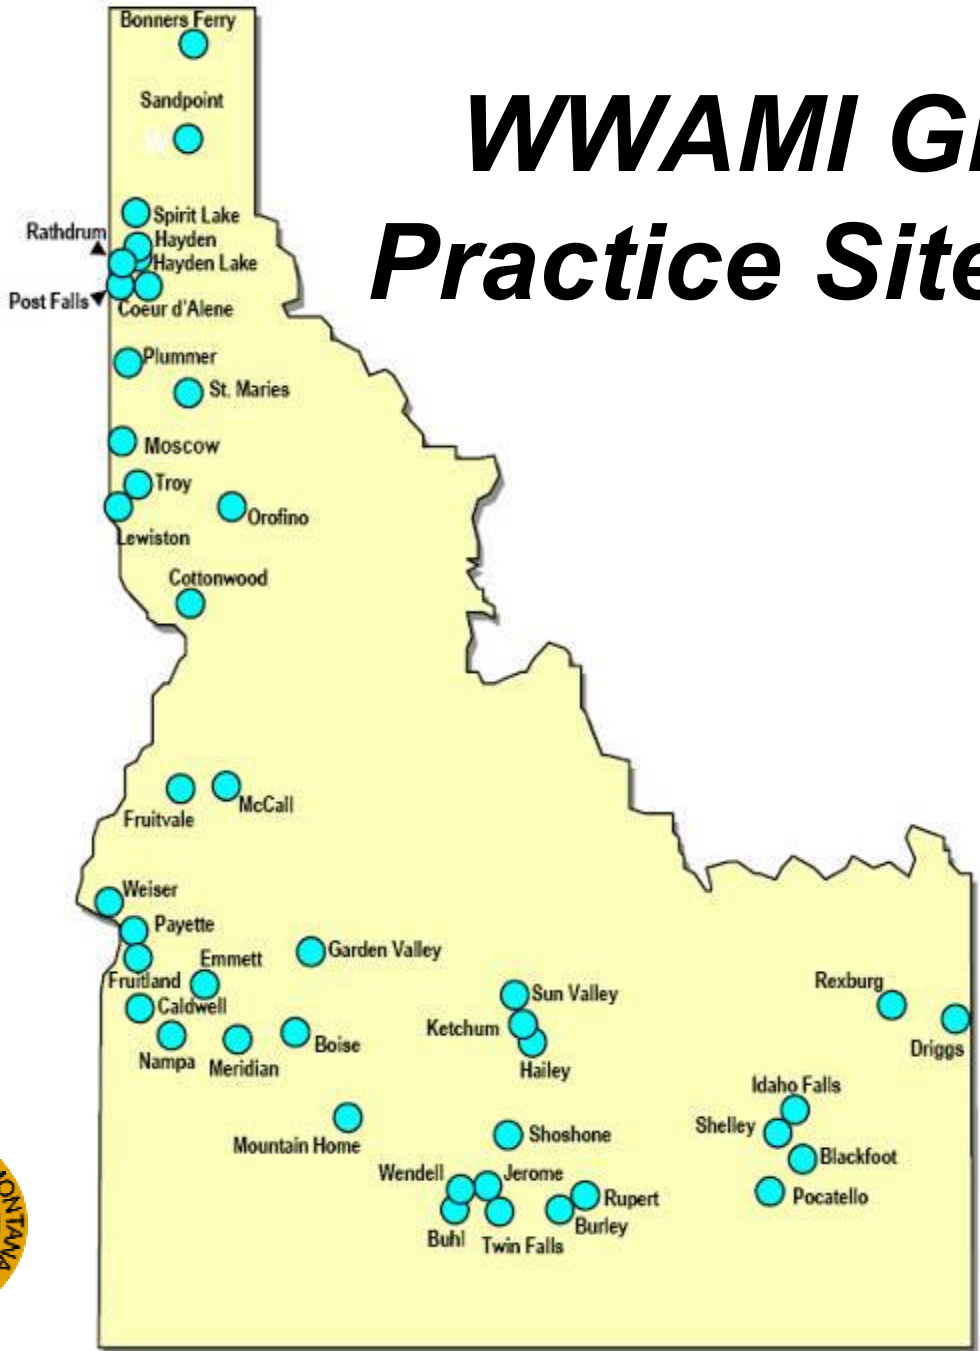 WWAMI G
Practice Site
Bonners Ferry
Sandpoint
W
Spirit Lake
Rathdrum
Hayden
Hayden Lake
Post Falls
Coeur d'Alene
Plummer
St. Maries
Moscow
Troy
Orofino
Lewiston
Cottonwood
McCall
Fruitvale
Weiser
Payette
Garden Valley
Emmett
Fruitland
Caldwell
Sun Valley
Rexburg
Ketchum
Boise
Driggs
Nampa
Meridian
Hailey
Idaho Falls
Shelley
Shoshone
Mountain Home
Blackfoot
Wendell
Jerome
Pocatello
Rupert
Burley
Buhl
Twin Falls
MONTANA